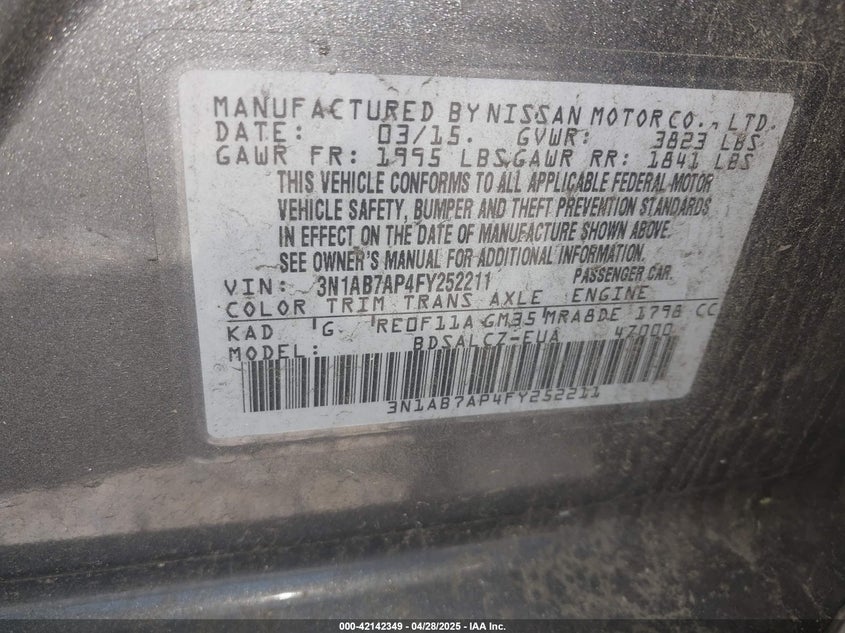 MANUFACTURED BY NISSAN MOTOR CO., LTD.
DATE: 03/15. GVWR: 3823 LBS
GAWR FR: 1995 LBS, GAWR RR: 1841 LBS
THIS VEHICLE CONFORMS TO ALL APPLICABLE FEDERAL MOTOR
VEHICLE SAFETY, BUMPER AND THEFT PREVENTION STANDARDS
IN EFFECT ON THE DATE OF MANUFACTURE SHOWN ABOVE.
SEE OWNER'S MANUAL FOR ADDITIONAL INFORMATION.
VIN: 3N1AB7AP4FY252211 PASSENGER CAR.
COLOR TRIM TRANS AXLE ENGINE
KAD G RE0F11A GM35 MRA8DE 1798 CC
MODEL: BDSALCZ-EUA 4Z000
3N1AB7AP4FY252211
000-42142349 | 04/28/2025 - IAA Inc.